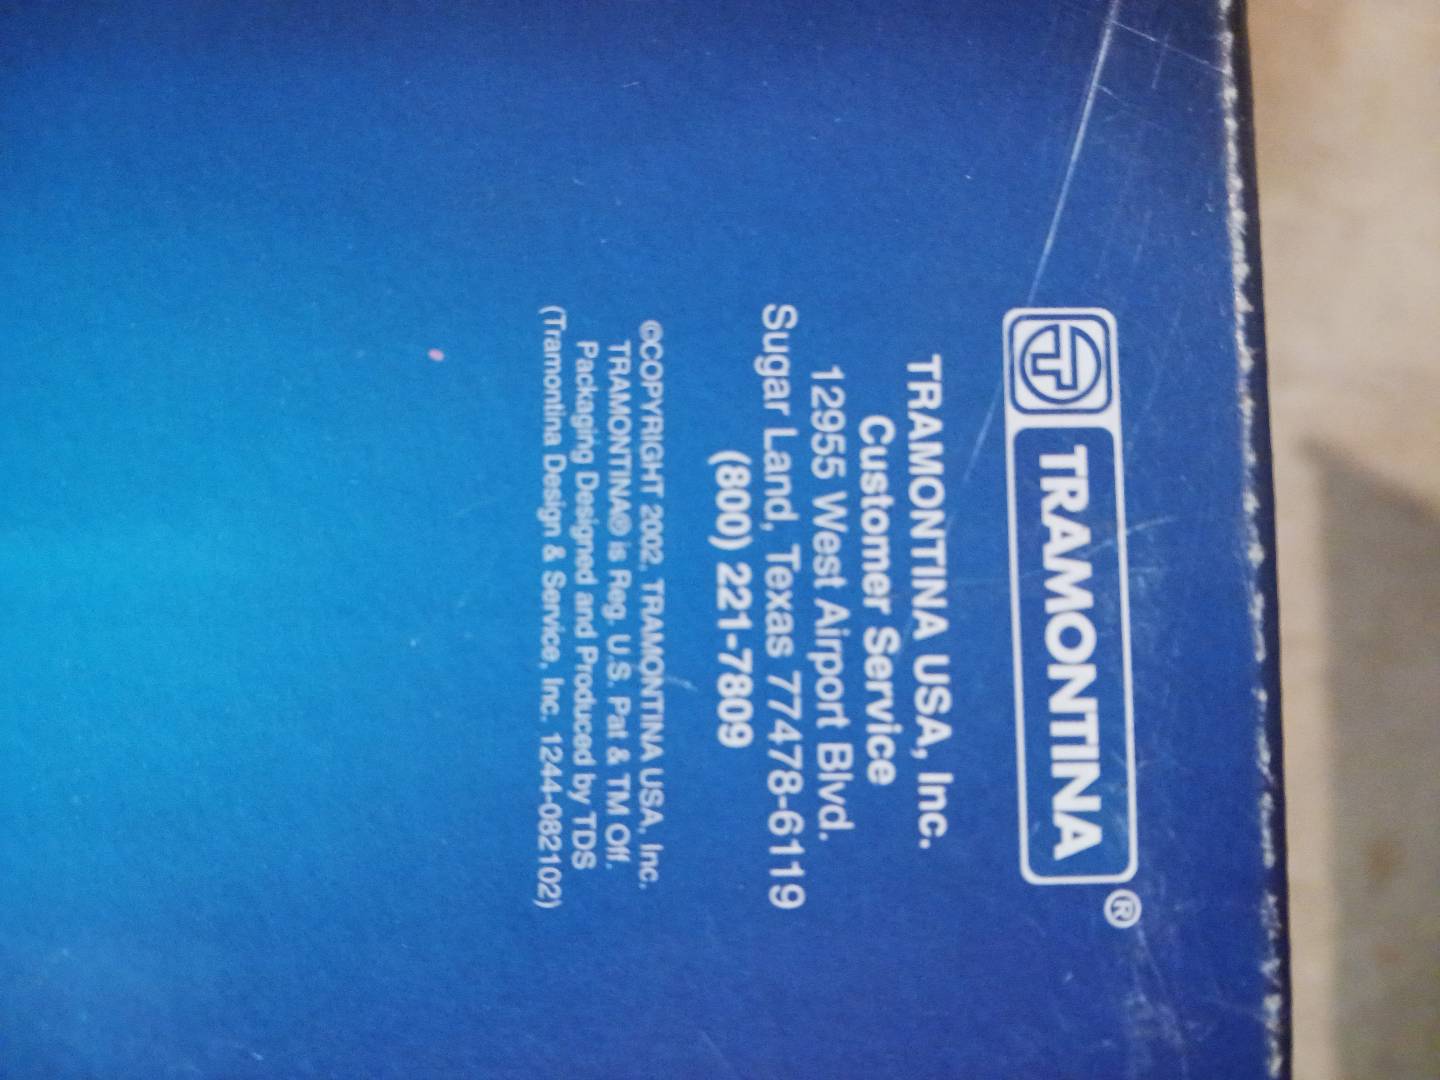 TRAMONTINA®
TRAMONTINA USA, Inc.
Customer Service
12955 West Airport Blvd.
Sugar Land, Texas 77478-6119
(800) 221-7809
©COPYRIGHT 2002, TRAMONTINA USA, Inc.
TRAMONTINA® is Reg. U.S. Pat & TM Off.
Packaging Designed and Produced by TDS
(Tramontina Design & Service, Inc. 1244-082102)